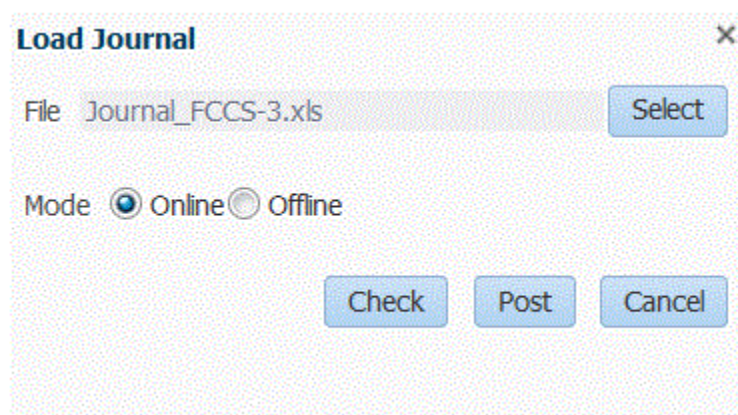 Load Journal
File Journal_FCCS-3.xls Select
Mode Online Offline
Check Post Cancel